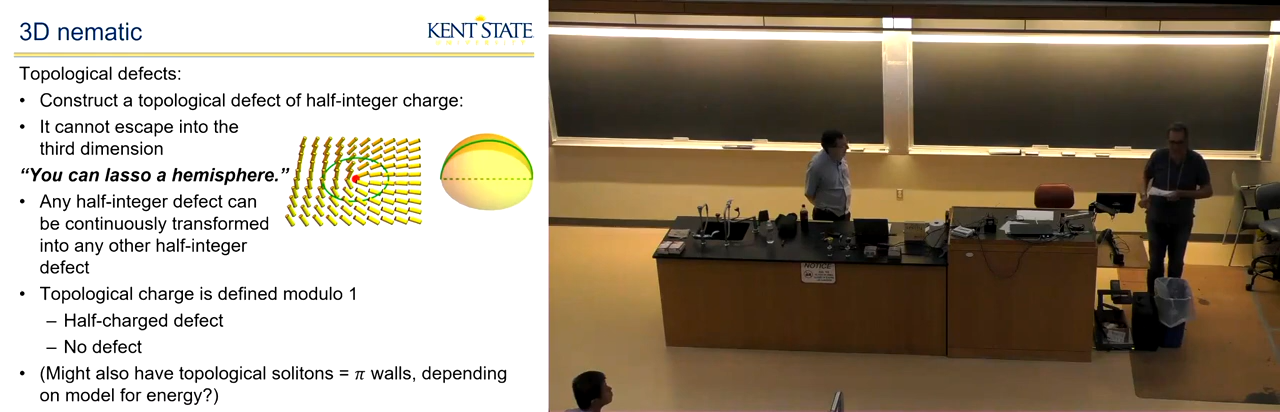 3D nematic
KENT STATE
UNIVERSITY
Topological defects:
• Construct a topological defect of half-integer charge:
• It cannot escape into the
third dimension
“You can lasso a hemisphere.”
• Any half-integer defect can
be continuously transformed
into any other half-integer
defect
• Topological charge is defined modulo 1
– Half-charged defect
– No defect
• (Might also have topological solitons = π walls, depending
on model for energy?)
NOTICE